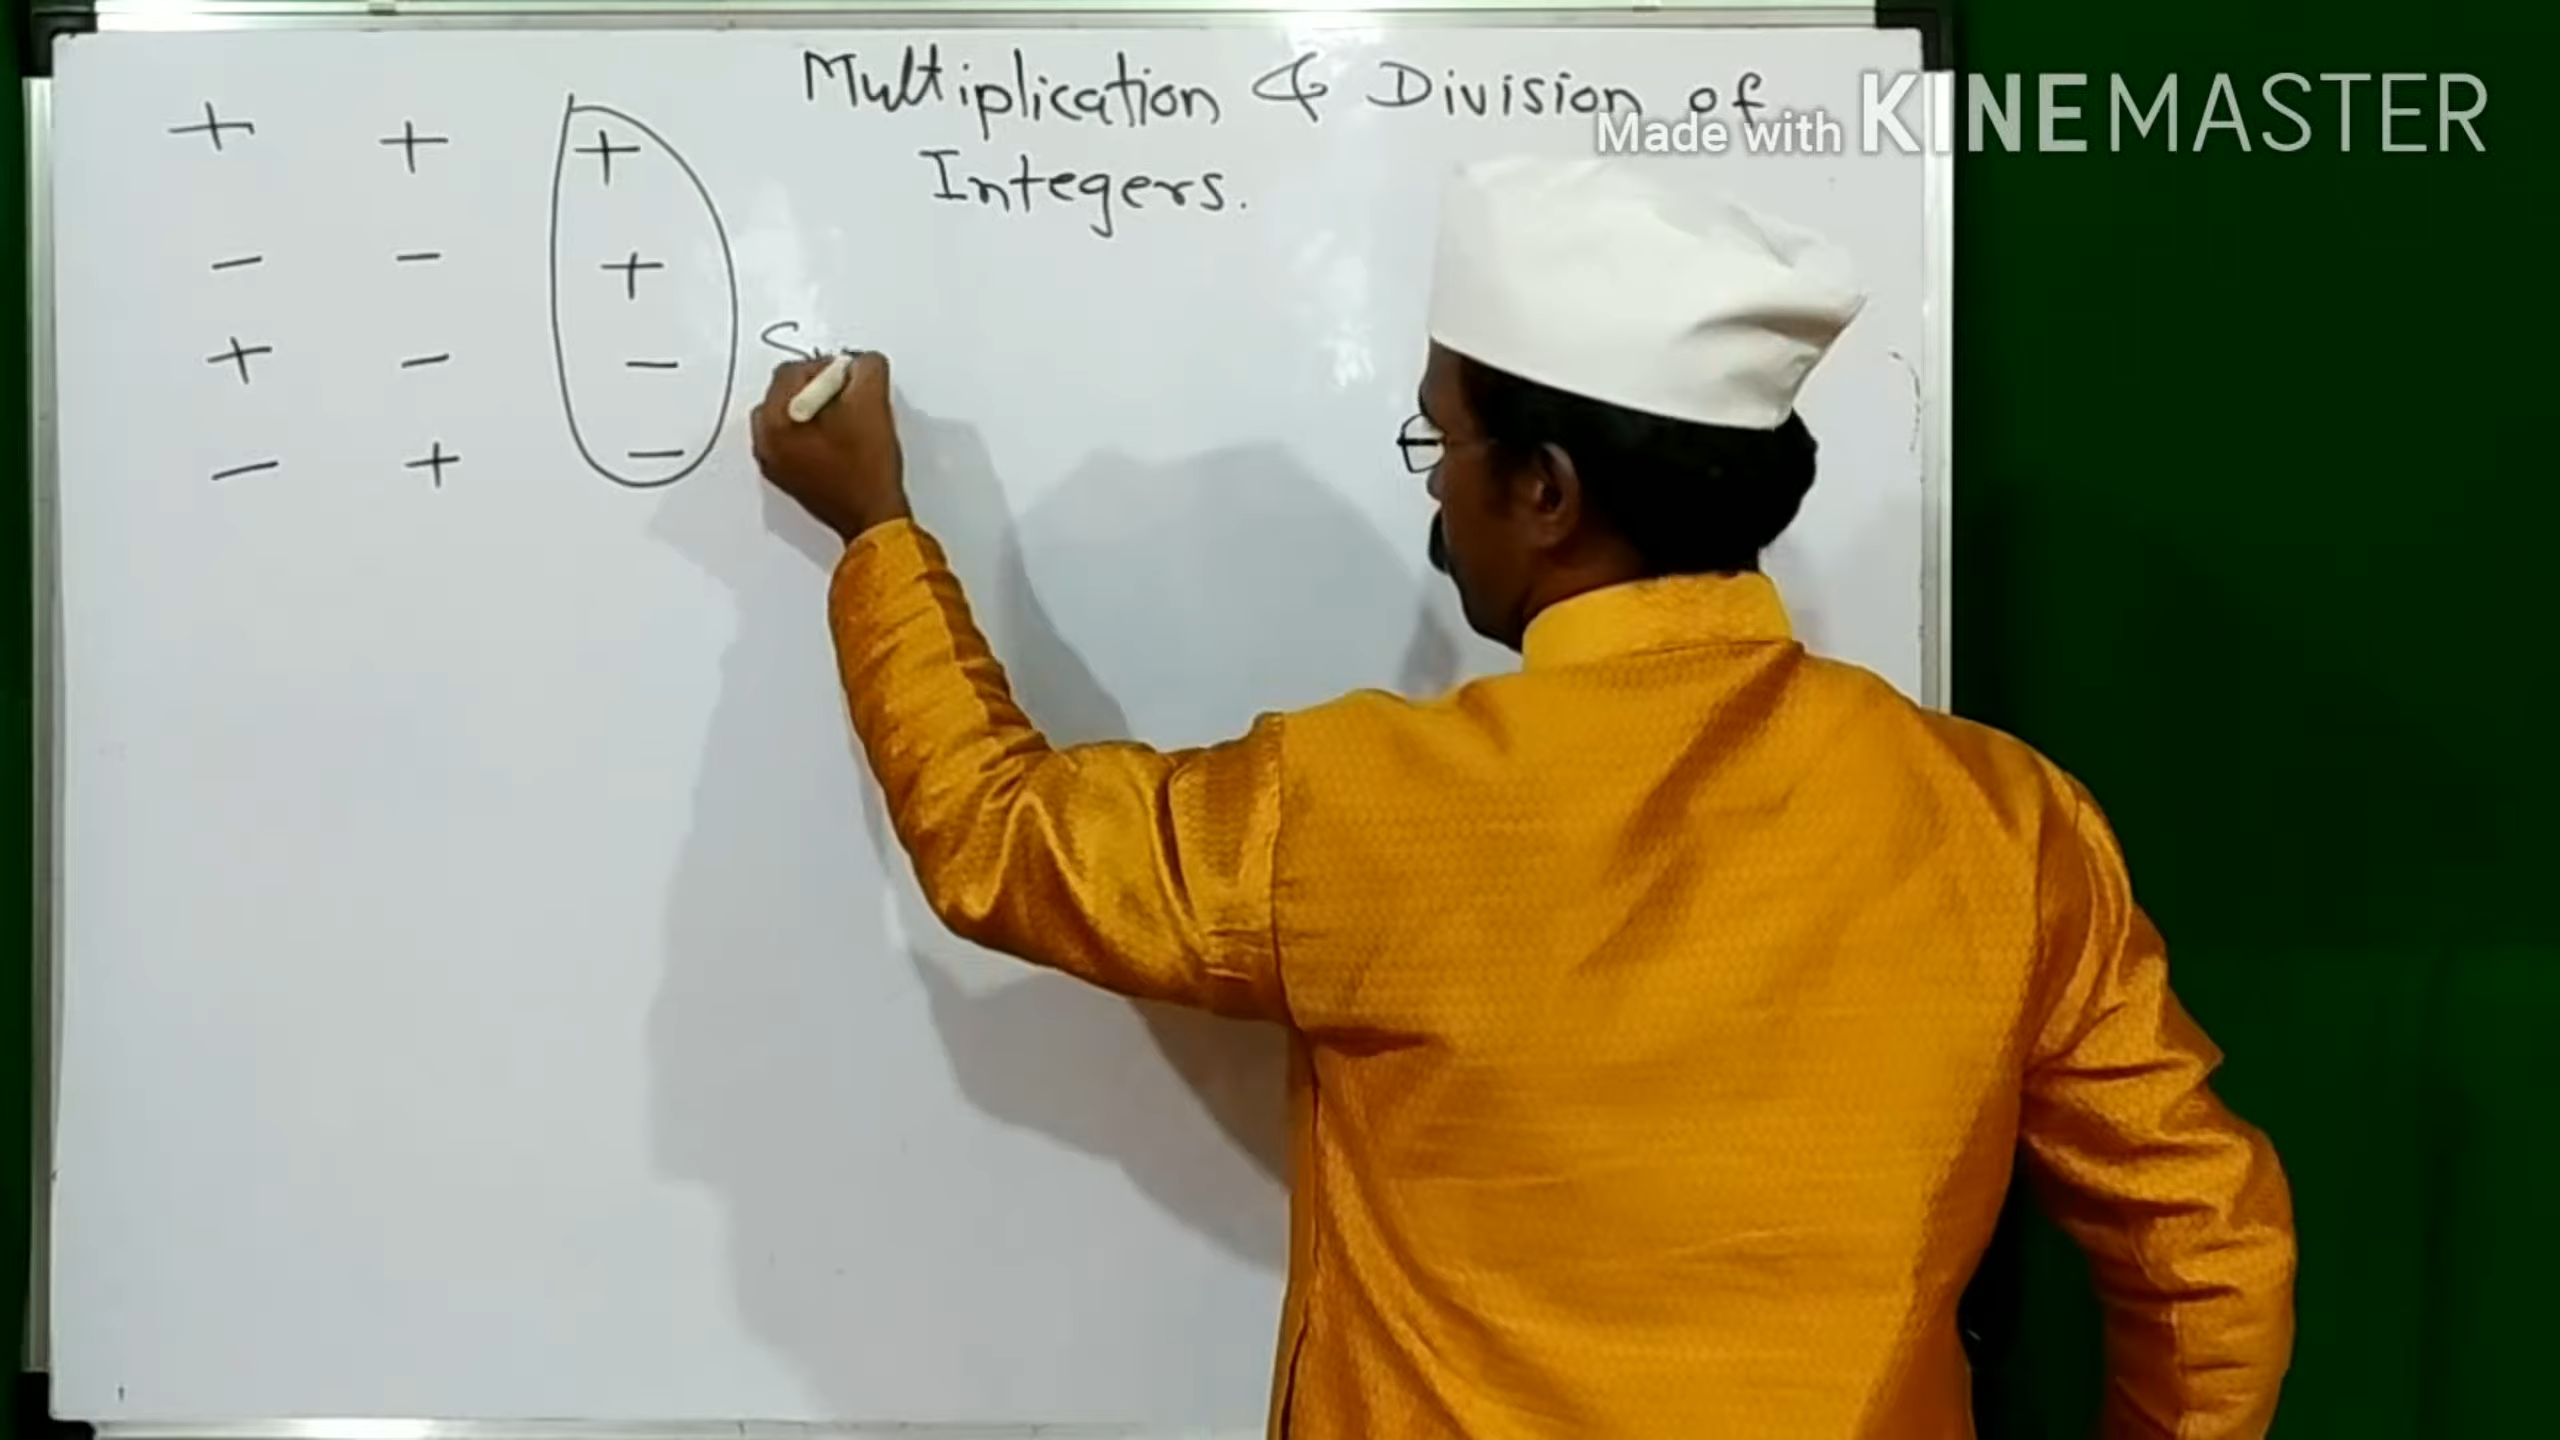 Multiplication & Division of
Integers.
Made with KINEMASTER
+ + +
- - +
+ - -
- + -